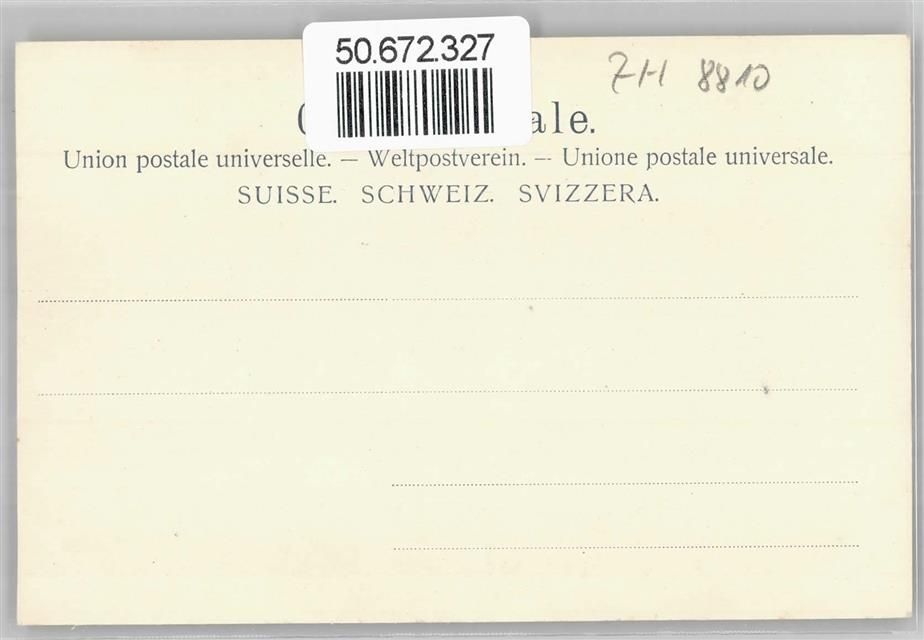 50.672.327
ZH 8810
ale.
Union postale universelle. — Weltpostverein. — Unione postale universale.
SUISSE. SCHWEIZ. SVIZZERA.